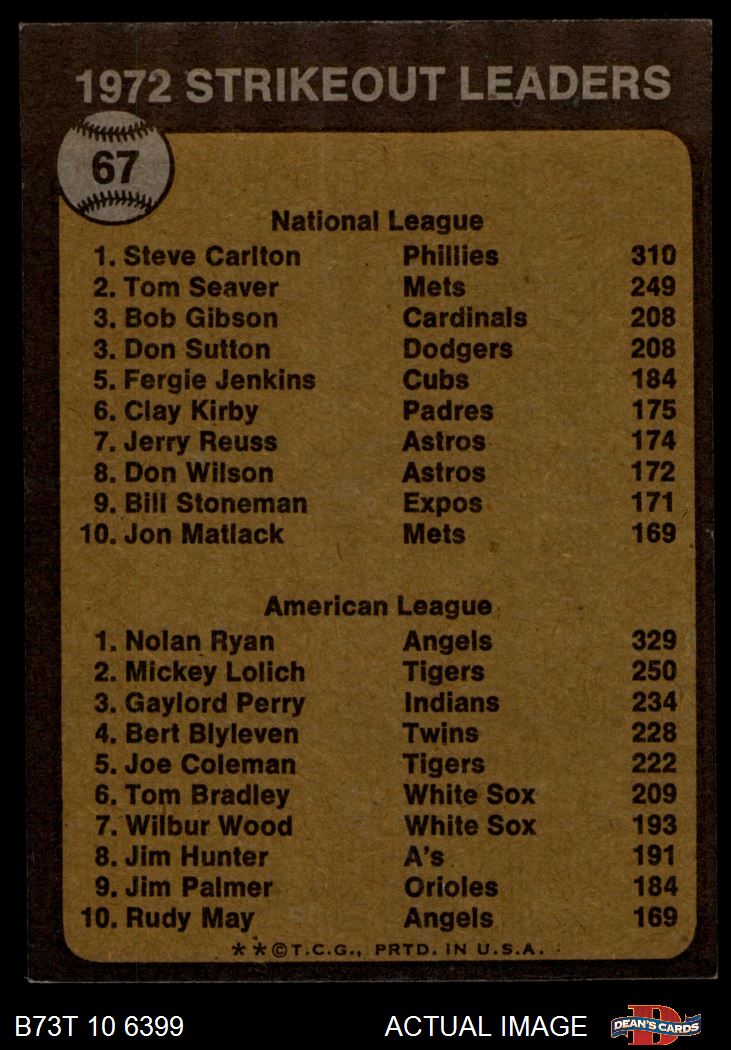 1972 STRIKEOUT LEADERS
67
National League
1. Steve Carlton Phillies 310
2. Tom Seaver Mets 249
3. Bob Gibson Cardinals 208
3. Don Sutton Dodgers 208
5. Fergie Jenkins Cubs 184
6. Clay Kirby Padres 175
7. Jerry Reuss Astros 174
8. Don Wilson Astros 172
9. Bill Stoneman Expos 171
10. Jon Matlack Mets 169
American League
1. Nolan Ryan Angels 329
2. Mickey Lolich Tigers 250
3. Gaylord Perry Indians 234
4. Bert Blyleven Twins 228
5. Joe Coleman Tigers 222
6. Tom Bradley White Sox 209
7. Wilbur Wood White Sox 193
8. Jim Hunter A's 191
9. Jim Palmer Orioles 184
10. Rudy May Angels 169
**©T.C.G., PRTD. IN U.S.A.
B73T 10 6399 ACTUAL IMAGE
D
DEAN'S CARDS